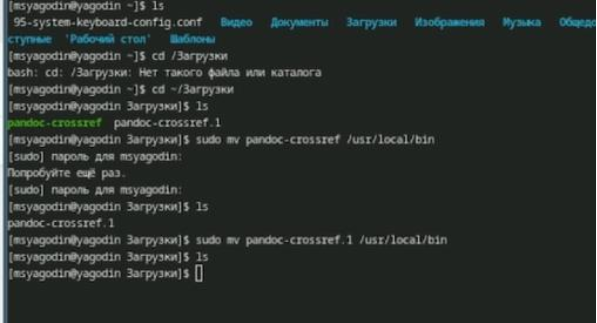 [msyagodin@yagodin ~]$ ls
95-system-keyboard-config.conf Видео Документы Загрузки Изображения Музыка Общедо
ступные 'Рабочий стол' Шаблоны
[msyagodin@yagodin ~]$ cd /Загрузки
bash: cd: /Загрузки: Нет такого файла или каталога
[msyagodin@yagodin ~]$ cd ~/Загрузки
[msyagodin@yagodin Загрузки]$ ls
pandoc-crossref pandoc-crossref.1
[msyagodin@yagodin Загрузки]$ sudo mv pandoc-crossref /usr/local/bin
[sudo] пароль для msyagodin:
Попробуйте ещё раз.
[sudo] пароль для msyagodin:
[msyagodin@yagodin Загрузки]$ ls
pandoc-crossref.1
[msyagodin@yagodin Загрузки]$ sudo mv pandoc-crossref.1 /usr/local/bin
[msyagodin@yagodin Загрузки]$ ls
[msyagodin@yagodin Загрузки]$